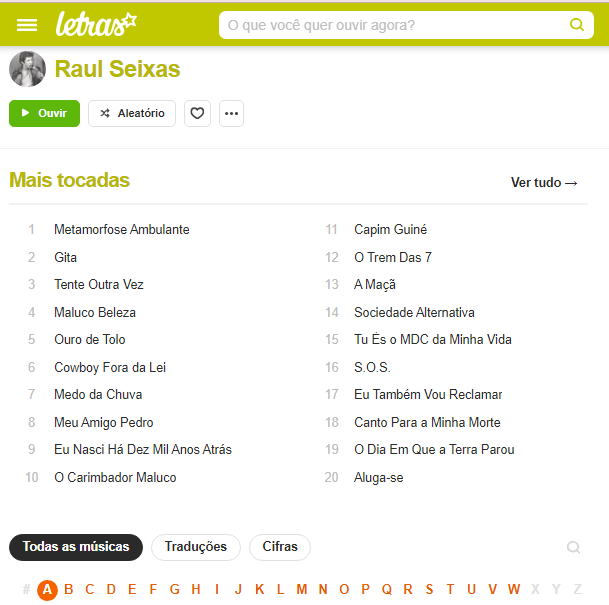 letras
O que você quer ouvir agora?
Raul Seixas
Ouvir
Aleatório
Mais tocadas
Ver tudo →
1 Metamorfose Ambulante
2 Gita
3 Tente Outra Vez
4 Maluco Beleza
5 Ouro de Tolo
6 Cowboy Fora da Lei
7 Medo da Chuva
8 Meu Amigo Pedro
9 Eu Nasci Há Dez Mil Anos Atrás
10 O Carimbador Maluco
11 Capim Guiné
12 O Trem Das 7
13 A Maçã
14 Sociedade Alternativa
15 Tu És o MDC da Minha Vida
16 S.O.S.
17 Eu Também Vou Reclamar
18 Canto Para a Minha Morte
19 O Dia Em Que a Terra Parou
20 Aluga-se
Todas as músicas
Traduções
Cifras
# A B C D E F G H I J K L M N O P Q R S T U V W X Y Z